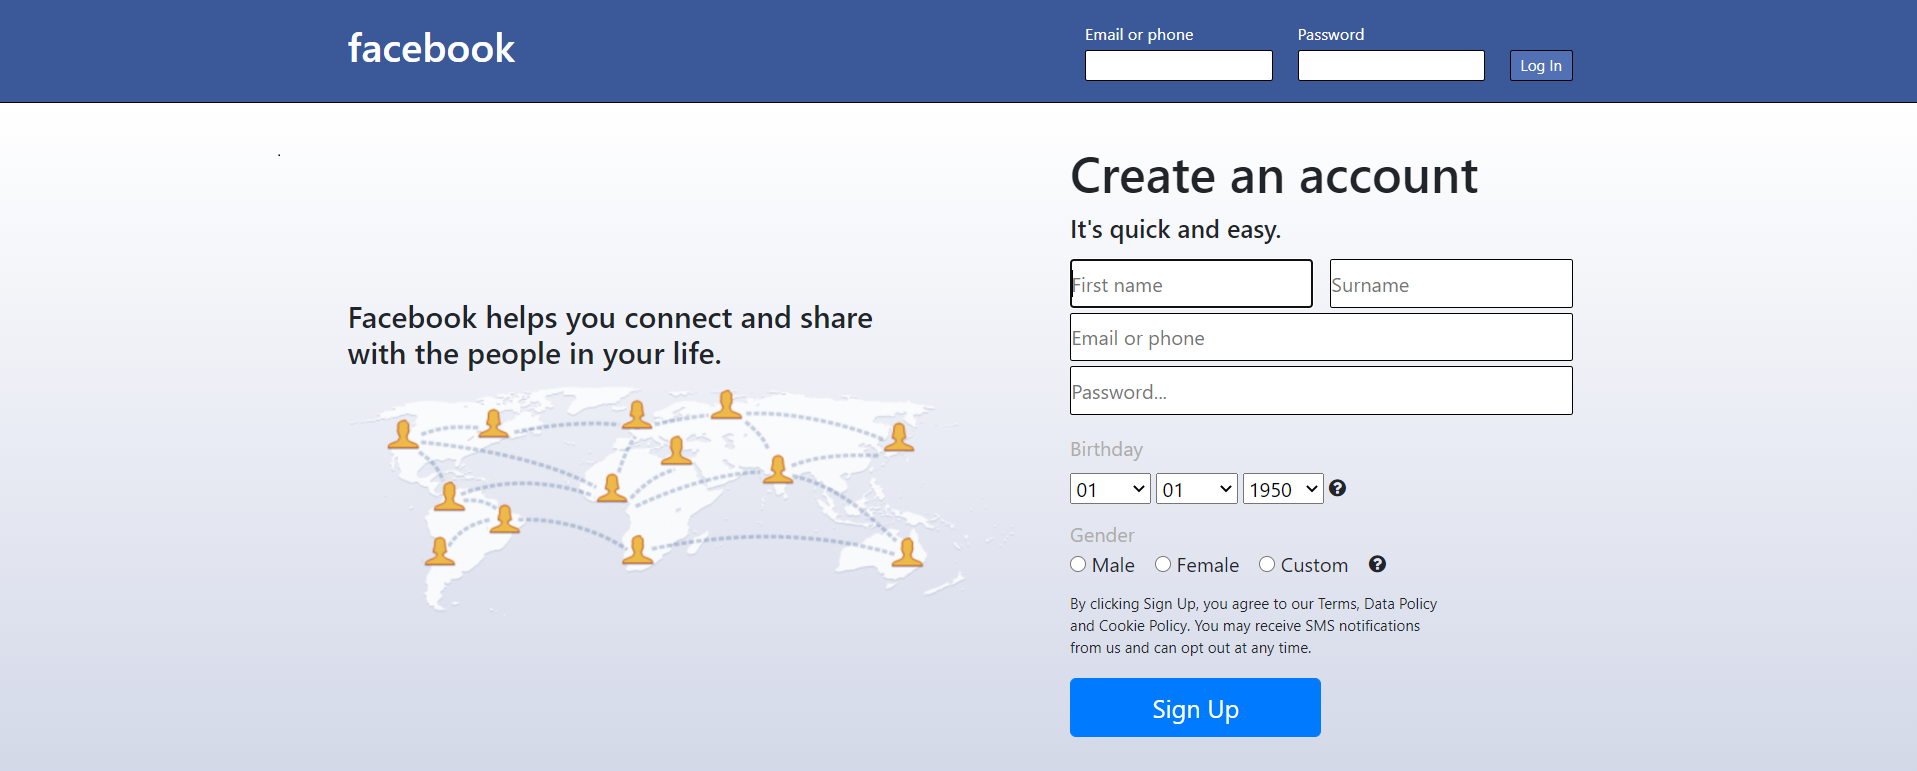 facebook
Email or phone
Password
Log In
.
Create an account
It's quick and easy.
First name
Surname
Email or phone
Password...
Facebook helps you connect and share
with the people in your life.
Birthday
01
01
1950
Gender
Male
Female
Custom
By clicking Sign Up, you agree to our Terms, Data Policy
and Cookie Policy. You may receive SMS notifications
from us and can opt out at any time.
Sign Up